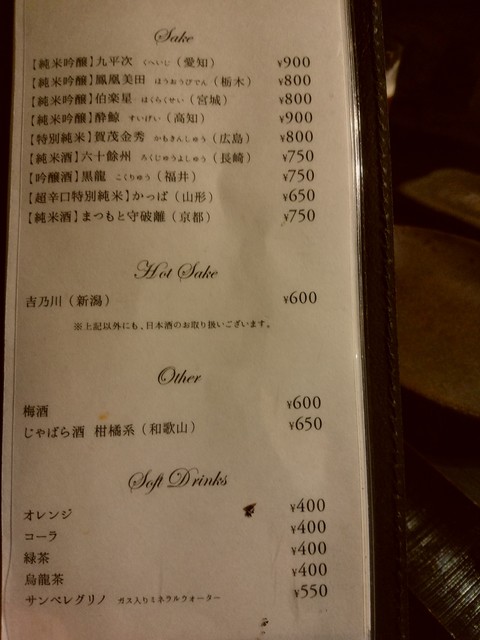 Sake
【純米吟醸】九平次 くへいじ（愛知） ¥900
【純米吟醸】鳳凰美田 ほうおうびでん（栃木） ¥800
【純米吟醸】伯楽星 はくらくせい（宮城） ¥800
【純米吟醸】酔鯨 すいげい（高知） ¥900
【特別純米】賀茂金秀 かもきんしゅう（広島） ¥800
【純米酒】六十餘州 ろくじゅうよしゅう（長崎） ¥750
【吟醸酒】黒龍 こくりゅう（福井） ¥750
【超辛口特別純米】かっぱ（山形） ¥650
【純米酒】まつもと守破離（京都） ¥750
Hot Sake
吉乃川（新潟） ¥600
※上記以外にも、日本酒のお取り扱いございます。
Other
梅酒 ¥600
じゃばら酒 柑橘系（和歌山） ¥650
Soft Drinks
オレンジ ¥400
コーラ ¥400
緑茶 ¥400
烏龍茶 ¥400
サンペレグリノ ガス入りミネラルウォーター ¥550